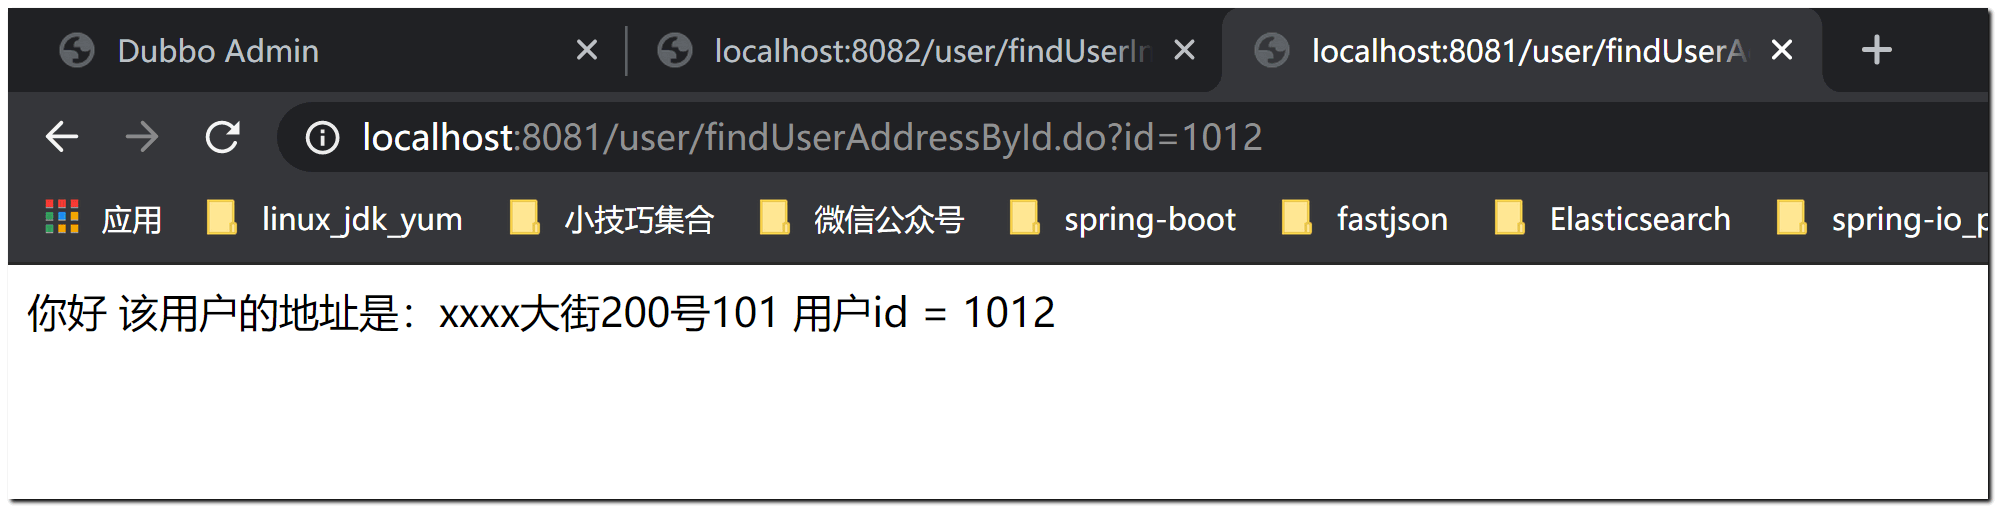 Dubbo Admin localhost:8082/user/findUserIn localhost:8081/user/findUserA
localhost:8081/user/findUserAddressById.do?id=1012
应用 linux_jdk_yum 小技巧集合 微信公众号 spring-boot fastjson Elasticsearch spring-io_p
你好 该用户的地址是：xxxx大街200号101 用户id = 1012